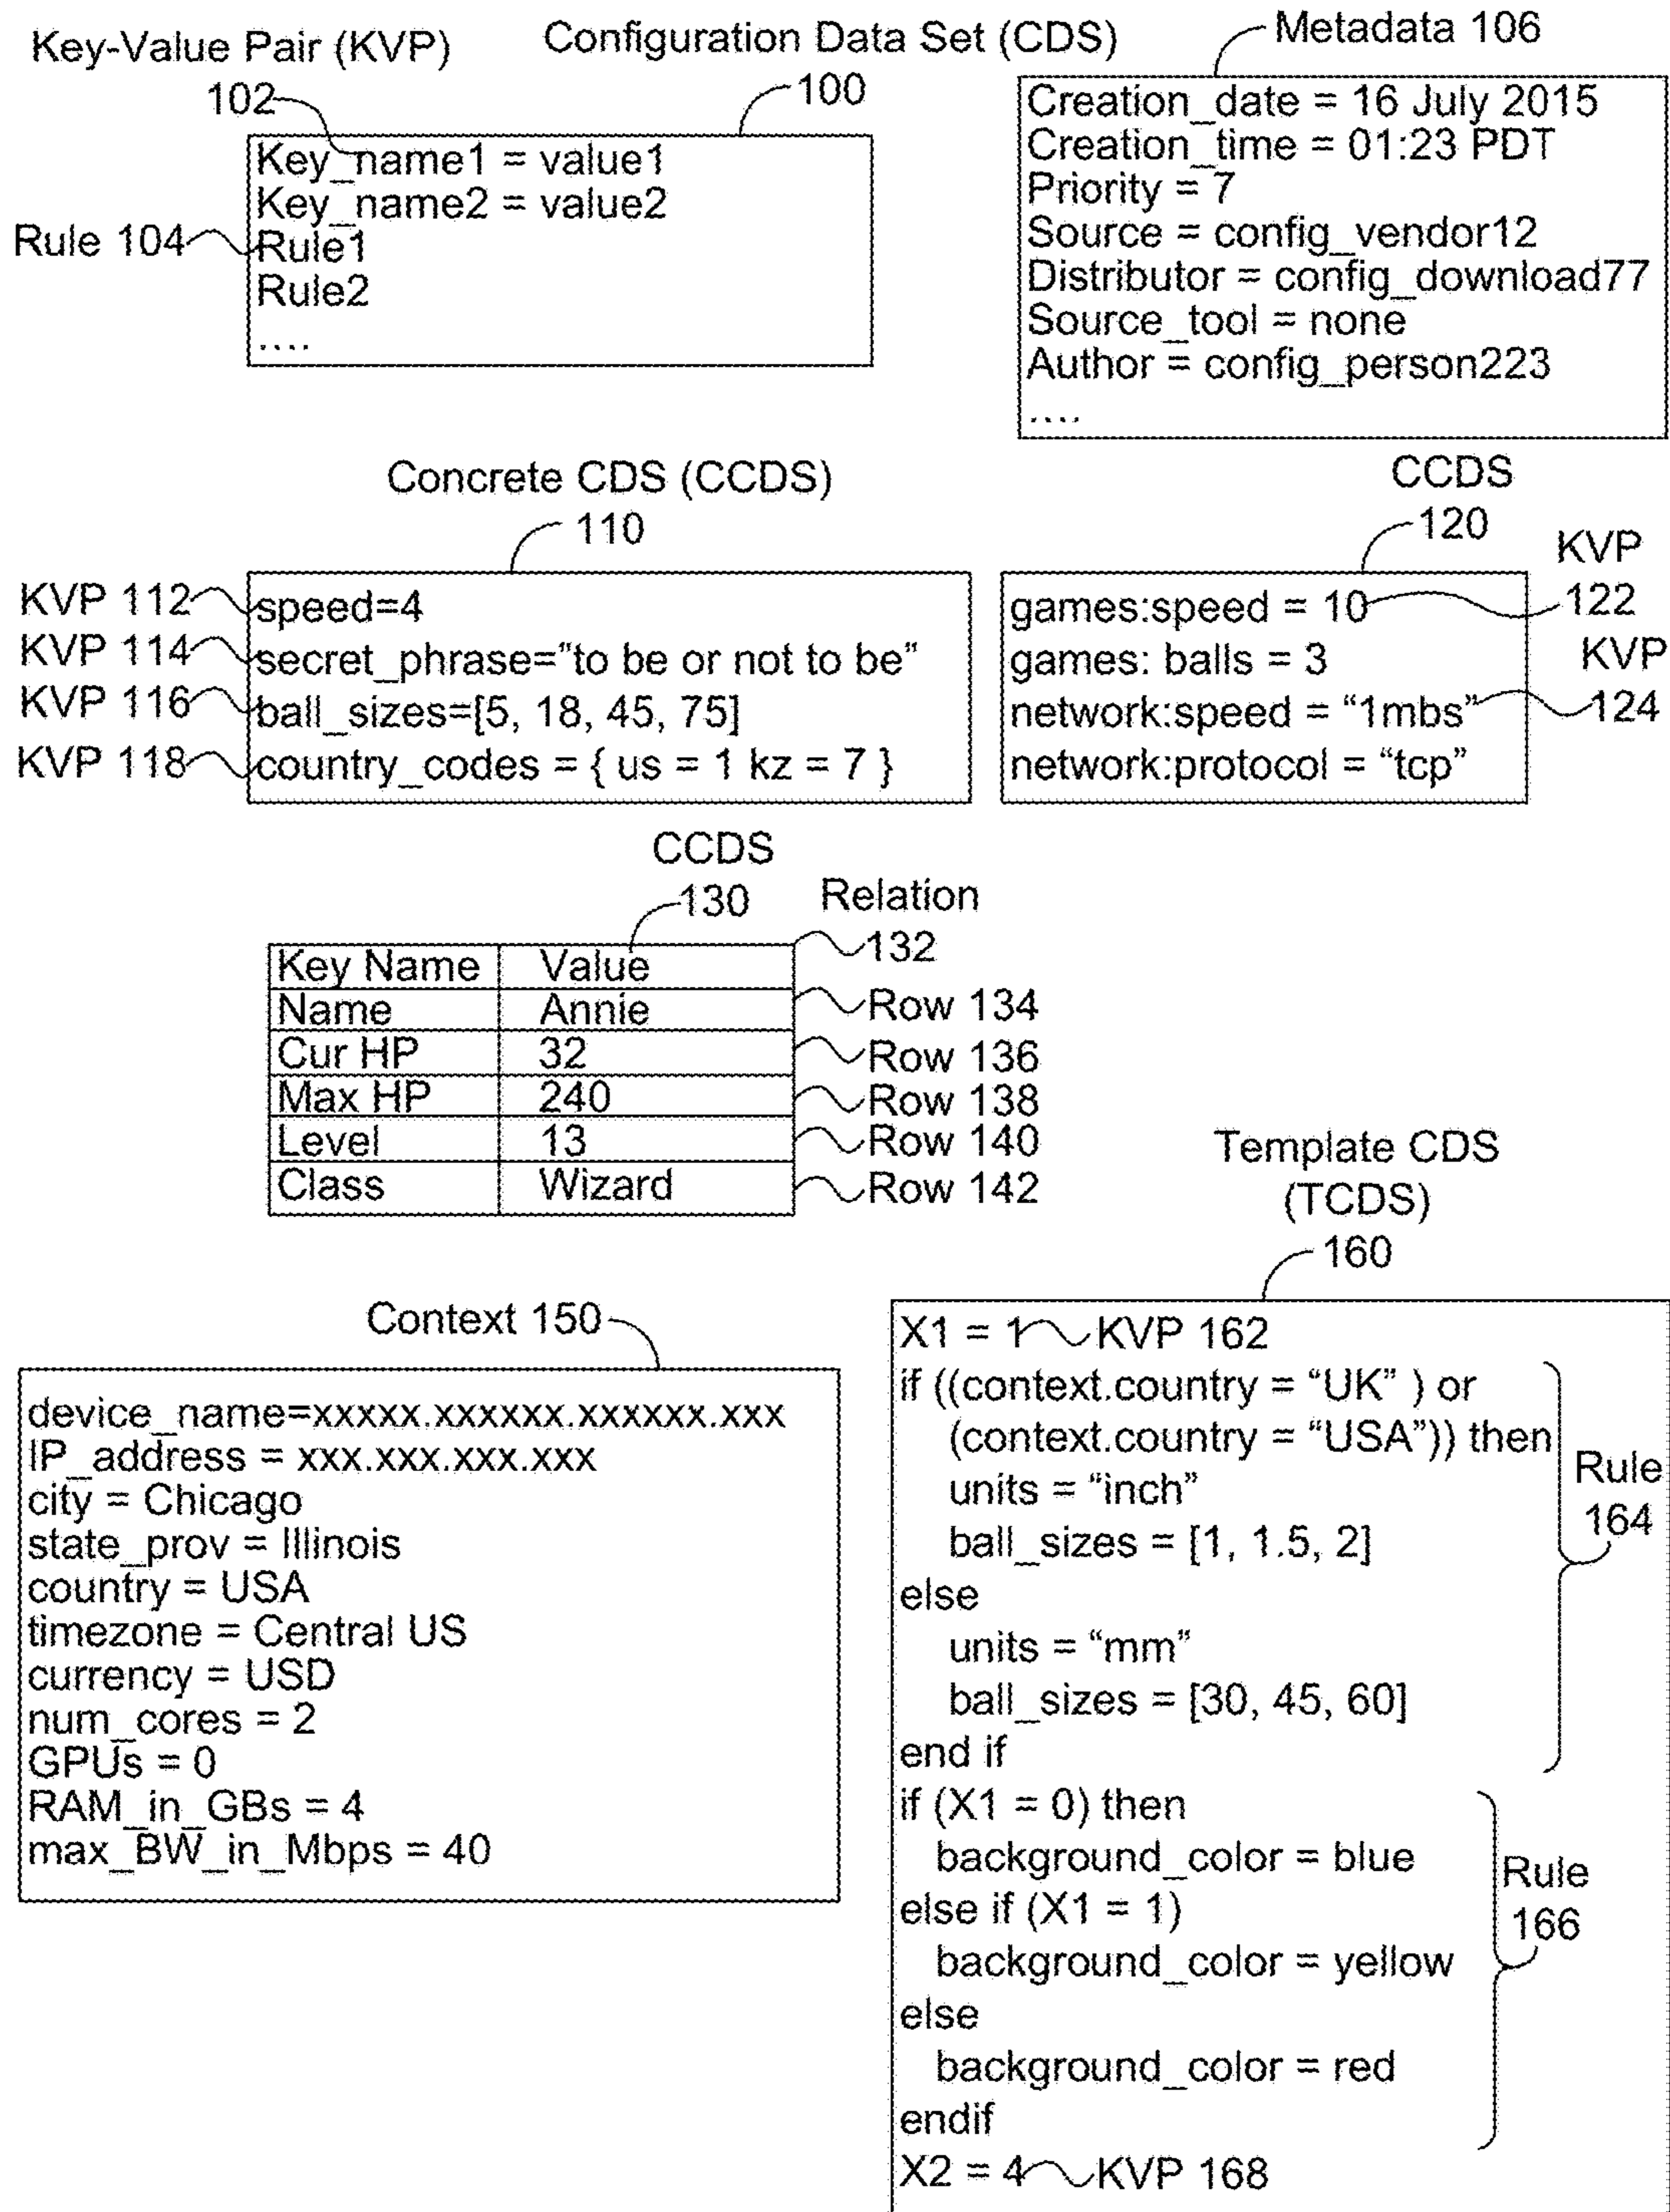 Key-Value Pair (KVP)
102
Configuration Data Set (CDS)
100
Key_name1 = value1
Key_name2 = value2
Rule 104
Rule1
Rule2
....
Metadata 106
Creation_date = 16 July 2015
Creation_time = 01:23 PDT
Priority = 7
Source = config_vendor12
Distributor = config_download77
Source_tool = none
Author = config_person223
....
Concrete CDS (CCDS)
110
KVP 112
speed=4
KVP 114
secret_phrase=”to be or not to be”
KVP 116
ball_sizes=[5, 18, 45, 75]
KVP 118
country_codes = { us = 1 kz = 7 }
CCDS
120
KVP
122
games:speed = 10
games: balls = 3
KVP
124
network:speed = “1mbs”
network:protocol = “tcp”
CCDS
130
Relation
132
Key Name Value
Name Annie Row 134
Cur HP 32 Row 136
Max HP 240 Row 138
Level 13 Row 140
Class Wizard Row 142
Context 150
device_name=xxxxx.xxxxxx.xxxxxx.xxx
IP_address = xxx.xxx.xxx.xxx
city = Chicago
state_prov = Illinois
country = USA
timezone = Central US
currency = USD
num_cores = 2
GPUs = 0
RAM_in_GBs = 4
max_BW_in_Mbps = 40
Template CDS
(TCDS)
160
X1 = 1 KVP 162
if ((context.country = “UK” ) or
(context.country = “USA”)) then
units = “inch”
ball_sizes = [1, 1.5, 2]
else
units = “mm”
ball_sizes = [30, 45, 60]
end if
Rule
164
if (X1 = 0) then
background_color = blue
else if (X1 = 1)
background_color = yellow
else
background_color = red
endif
Rule
166
X2 = 4 KVP 168